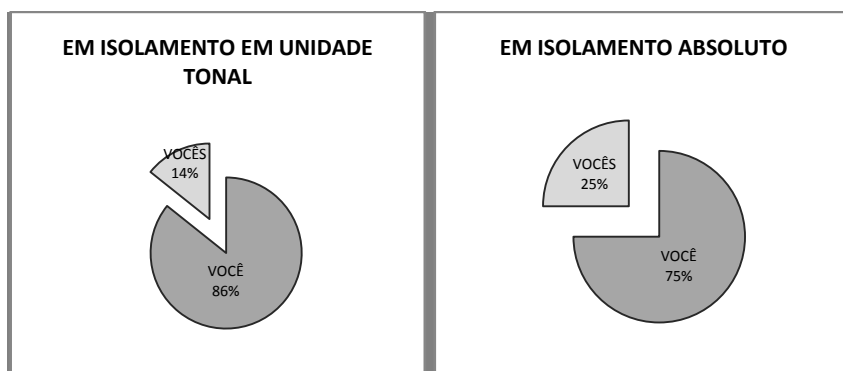 EM ISOLAMENTO EM UNIDADE
TONAL
VOCÊS
14%
VOCÊ
86%
EM ISOLAMENTO ABSOLUTO
VOCÊS
25%
VOCÊ
75%